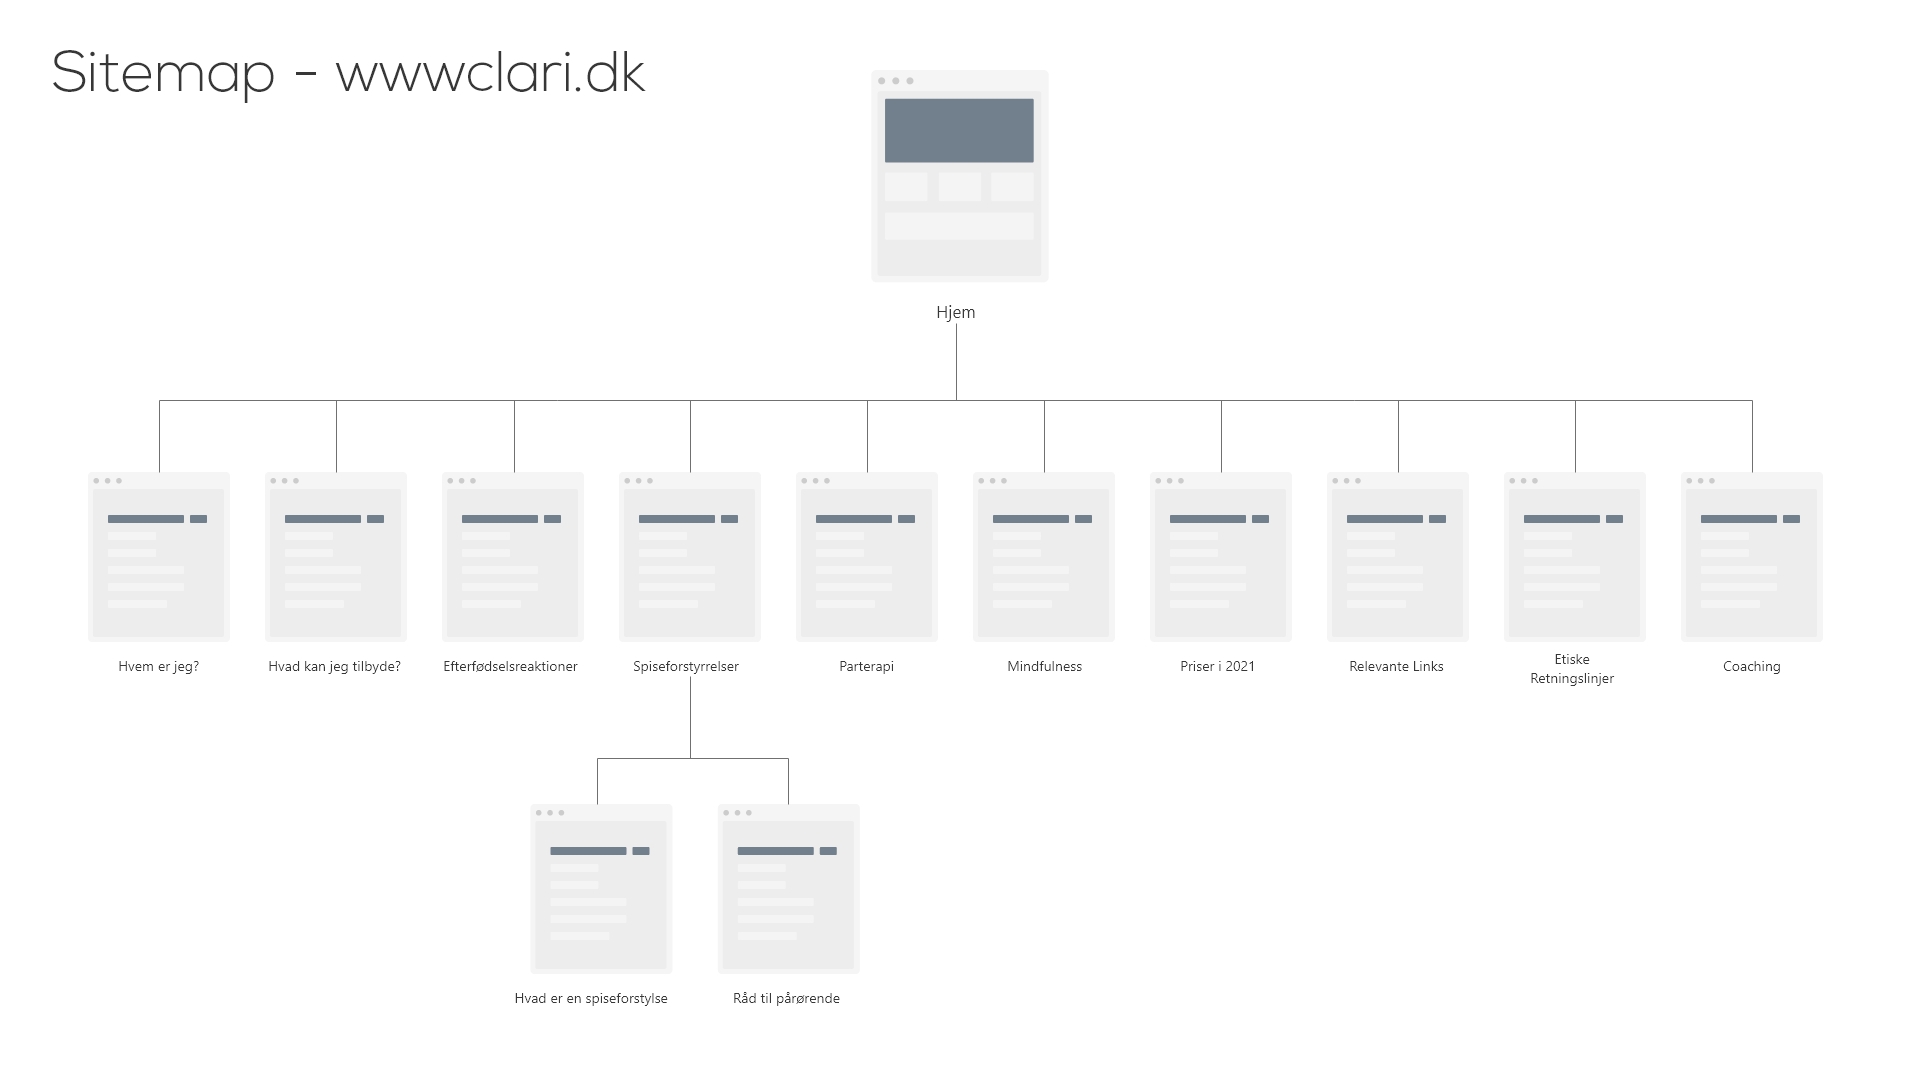 Sitemap - wwwclari.dk
Hjem
Hvem er jeg?
Hvad kan jeg tilbyde?
Efterfødselsreaktioner
Spiseforstyrrelser
Parterapi
Mindfulness
Priser i 2021
Relevante Links
Etiske
Retningslinjer
Coaching
Hvad er en spiseforstylse
Råd til pårørende